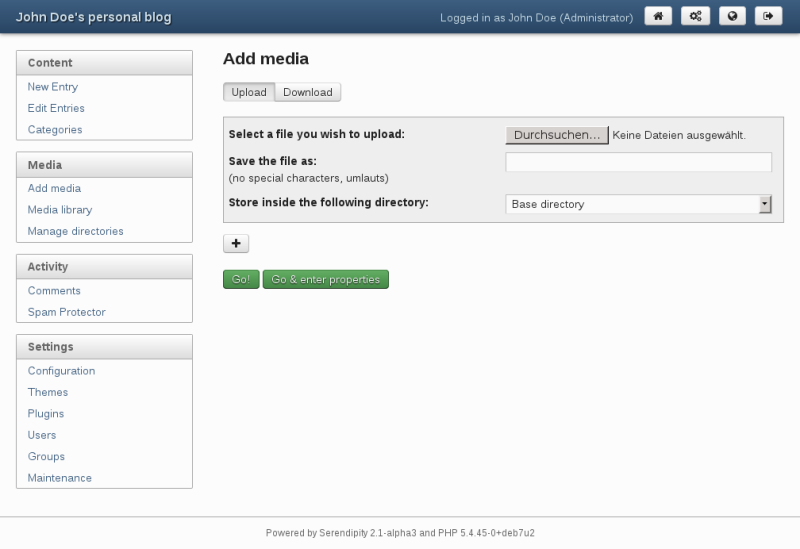 John Doe's personal blog
Logged in as John Doe (Administrator)
Content
New Entry
Edit Entries
Categories
Media
Add media
Media library
Manage directories
Activity
Comments
Spam Protector
Settings
Configuration
Themes
Plugins
Users
Groups
Maintenance
Add media
Upload Download
Select a file you wish to upload: Durchsuchen... Keine Dateien ausgewählt.
Save the file as:
(no special characters, umlauts)
Store inside the following directory: Base directory
Go! Go & enter properties
Powered by Serendipity 2.1-alpha3 and PHP 5.4.45-0+deb7u2